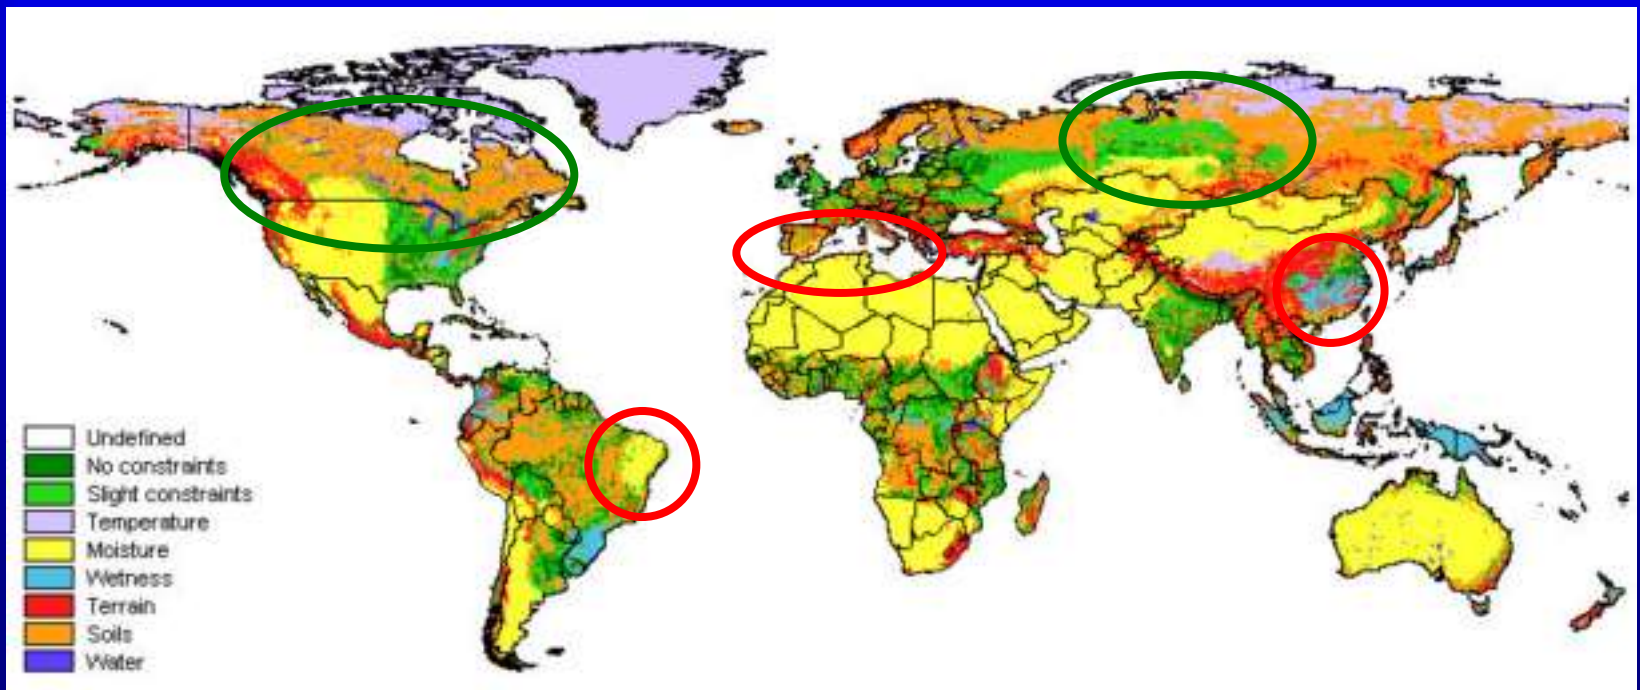 Undefined
No constraints
Slight constraints
Temperature
Moisture
Wetness
Terrain
Soils
Water